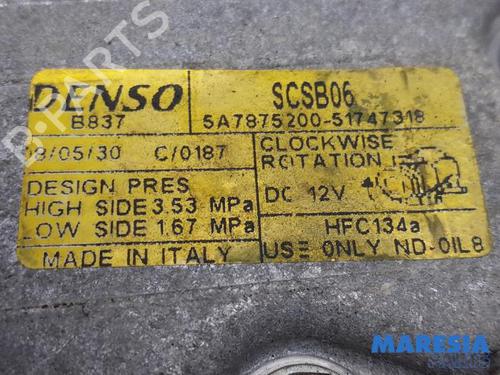 DENSO
B837
SCSB06
5A7875200-51747318
8/05/30 C/0187
CLOCKWISE
ROTATION
DESIGN PRES
HIGH SIDE 3.53 MPa
LOW SIDE 1.67 MPa
DC 12V
HFC134a
MADE IN ITALY
USE ONLY ND-OIL8
B-PARTS
MARESIA